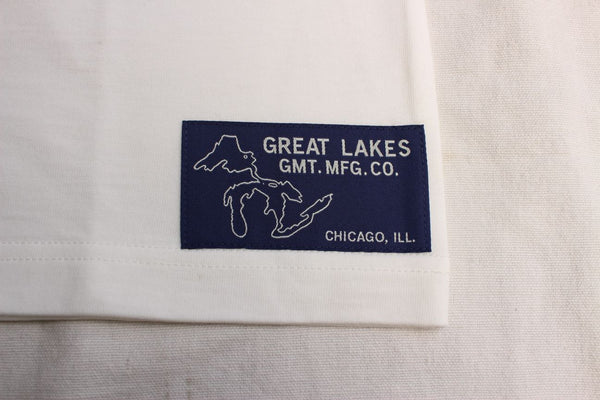 GREAT LAKES
GMT. MFG. CO.
CHICAGO, ILL.